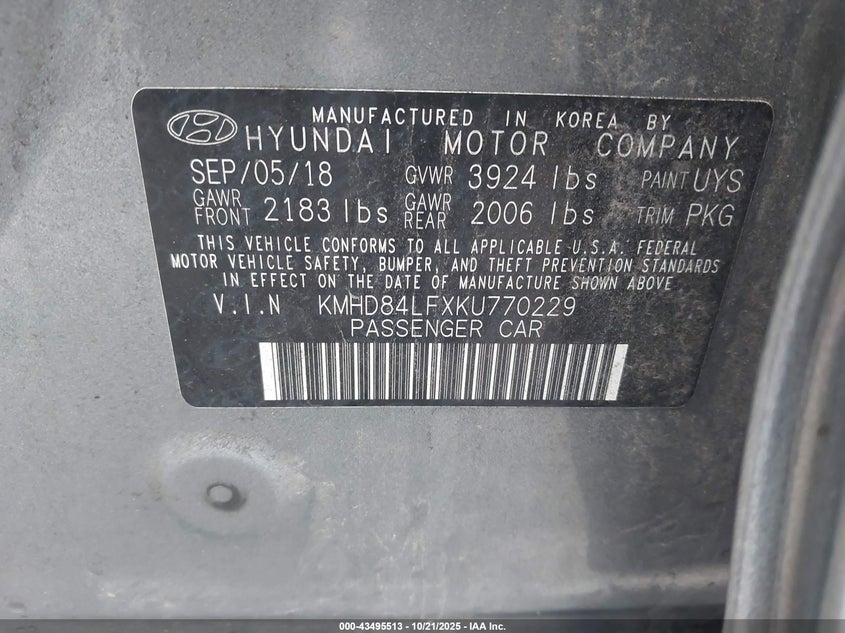 MANUFACTURED IN KOREA BY
HYUNDAI MOTOR COMPANY
SEP/05/18 GVWR 3924 lbs PAINT UYS
GAWR FRONT 2183 lbs GAWR REAR 2006 lbs TRIM PKG
THIS VEHICLE CONFORMS TO ALL APPLICABLE U.S.A. FEDERAL
MOTOR VEHICLE SAFETY, BUMPER, AND THEFT PREVENTION STANDARDS
IN EFFECT ON THE DATE OF MANUFACTURE SHOWN ABOVE.
V.I.N KMHD84LFXKU770229
PASSENGER CAR
000-43495513 - 10/21/2025 - IAA Inc.